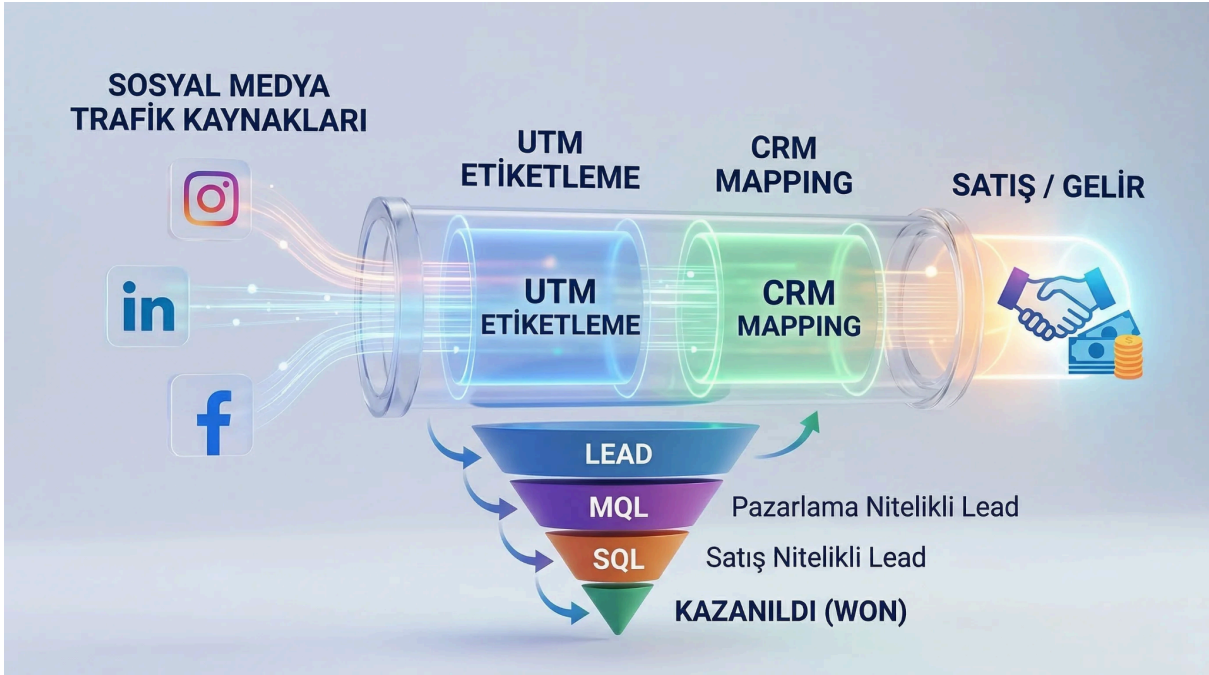 SOSYAL MEDYA
TRAFİK KAYNAKLARI
UTM
ETİKETLEME
CRM
MAPPING
SATIŞ / GELİR
in
f
UTM
ETİKETLEME
CRM
MAPPING
LEAD
MQL
Pazarlama Nitelikli Lead
SQL
Satış Nitelikli Lead
KAZANILDI (WON)